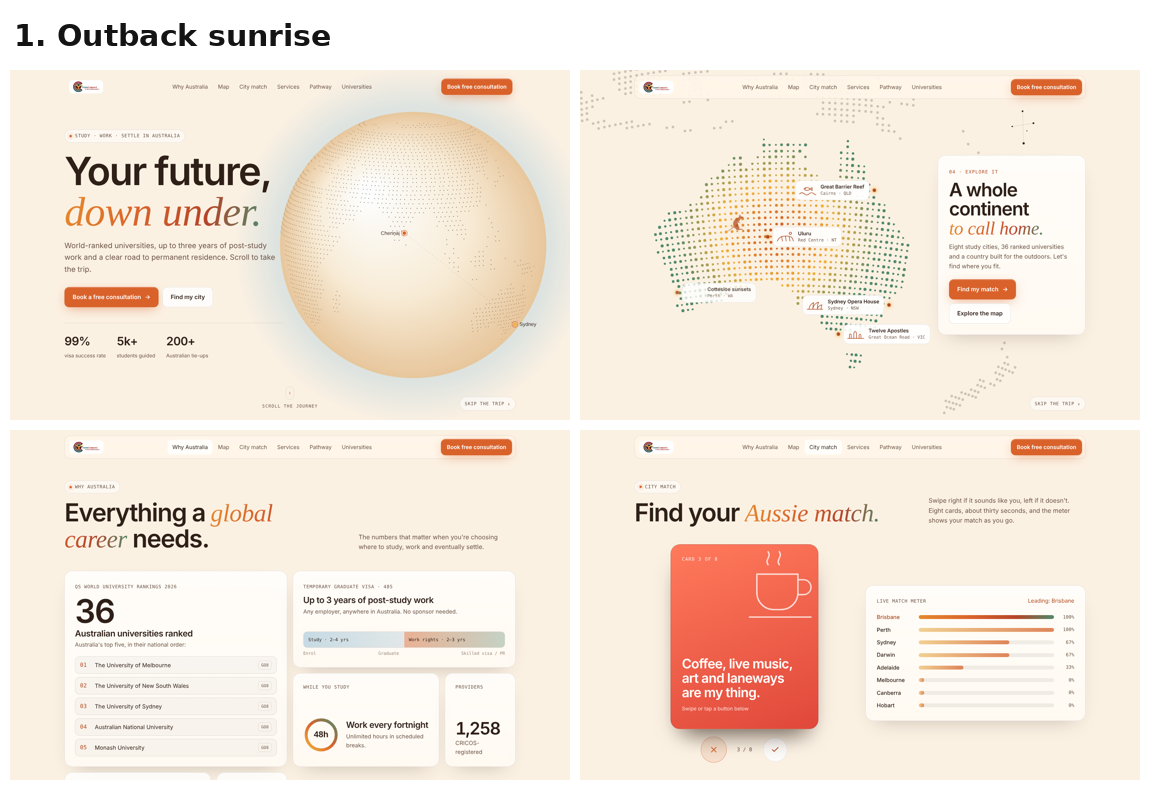 1. Outback sunrise
Why Australia Map City match Services Pathway Universities
Book free consultation
STUDY · WORK · SETTLE IN AUSTRALIA
Your future,
down under.
World-ranked universities, up to three years of post-study
work and a clear road to permanent residence. Scroll to take
the trip.
Book a free consultation →
Find my city
99% 5k+ 200+
visa success rate students guided Australian tie-ups
Chennai
Sydney
SCROLL THE JOURNEY
SKIP THE TRIP ↓
Why Australia Map City match Services Pathway Universities
Book free consultation
Great Barrier Reef
Cairns · QLD
Uluru
Red Centre · NT
Cottesloe sunsets
Perth · WA
Sydney Opera House
Sydney · NSW
Twelve Apostles
Great Ocean Road · VIC
04 · EXPLORE IT
A whole
continent
to call home.
Eight study cities, 36 ranked universities
and a country built for the outdoors. Let's
find where you fit.
Find my match →
Explore the map
SKIP THE TRIP ↓
Why Australia Map City match Services Pathway Universities
Book free consultation
WHY AUSTRALIA
Everything a global
career needs.
The numbers that matter when you're choosing
where to study, work and eventually settle.
QS WORLD UNIVERSITY RANKINGS 2026
36
Australian universities ranked
Australia's top five, in their national order:
01 The University of Melbourne GO8
02 The University of New South Wales GO8
03 The University of Sydney GO8
04 Australian National University GO8
05 Monash University GO8
TEMPORARY GRADUATE VISA · 485
Up to 3 years of post-study work
Any employer, anywhere in Australia. No sponsor needed.
Study · 2–4 yrs Work rights · 2–3 yrs
Enrol Graduate Skilled visa / PR
WHILE YOU STUDY
48h
Work every fortnight
Unlimited hours in scheduled
breaks.
PROVIDERS
1,258
CRICOS-
registered
Why Australia Map City match Services Pathway Universities
Book free consultation
CITY MATCH
Find your Aussie match.
Swipe right if it sounds like you, left if it doesn't.
Eight cards, about thirty seconds, and the meter
shows your match as you go.
CARD 3 OF 8
Coffee, live music,
art and laneways
are my thing.
Swipe or tap a button below
3 / 8
LIVE MATCH METER Leading: Brisbane
Brisbane 100%
Perth 100%
Sydney 67%
Darwin 67%
Adelaide 33%
Melbourne 0%
Canberra 0%
Hobart 0%